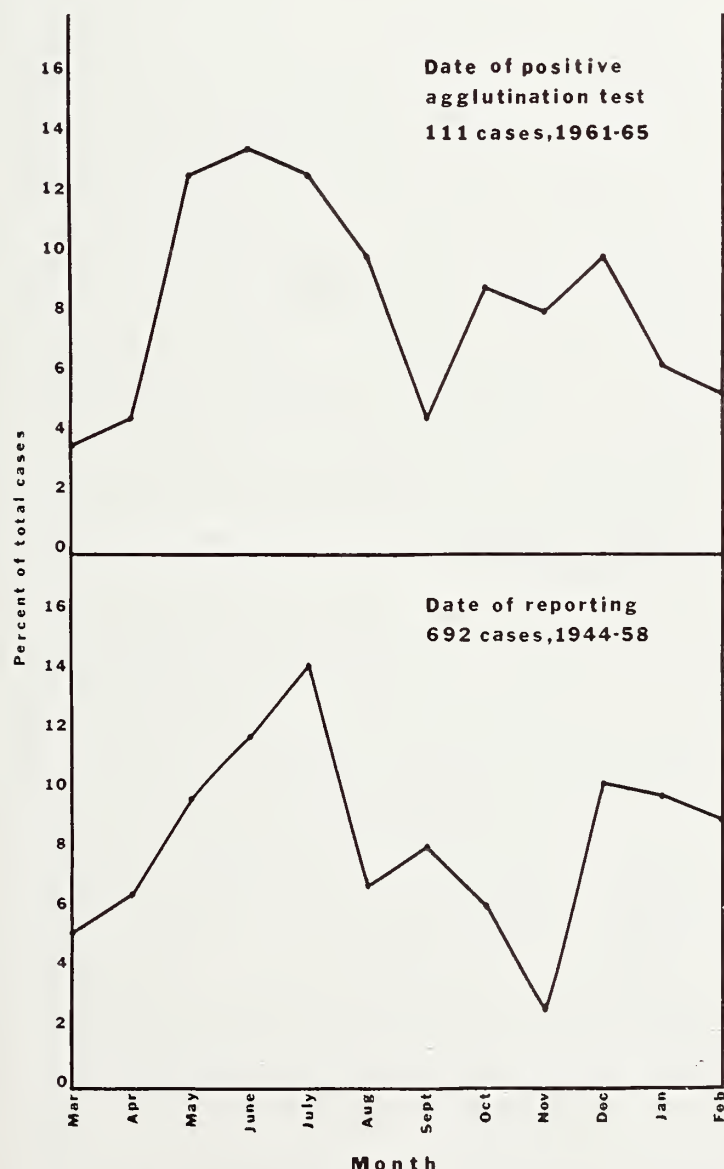 Date of positive
agglutination test
111 cases,1961-65
16
14
12
10
8
6
4
2
0
Percent of total cases
Date of reporting
692 cases,1944-58
16
14
12
10
8
6
4
2
0
Mar
Apr
May
June
July
Aug
Sept
Oct
Nov
Dec
Jan
Feb
Month